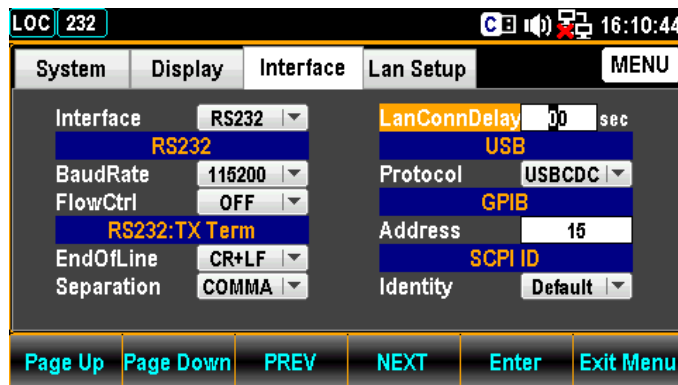 LOC 232 C 16:10:44
System Display Interface Lan Setup MENU
Interface RS232
RS232
BaudRate 115200
FlowCtrl OFF
RS232:TX Term
EndOfLine CR+LF
Separation COMMA
LanConnDelay 00 sec
USB
Protocol USBCDC
GPIB
Address 15
SCPI ID
Identity Default
Page Up Page Down PREV NEXT Enter Exit Menu